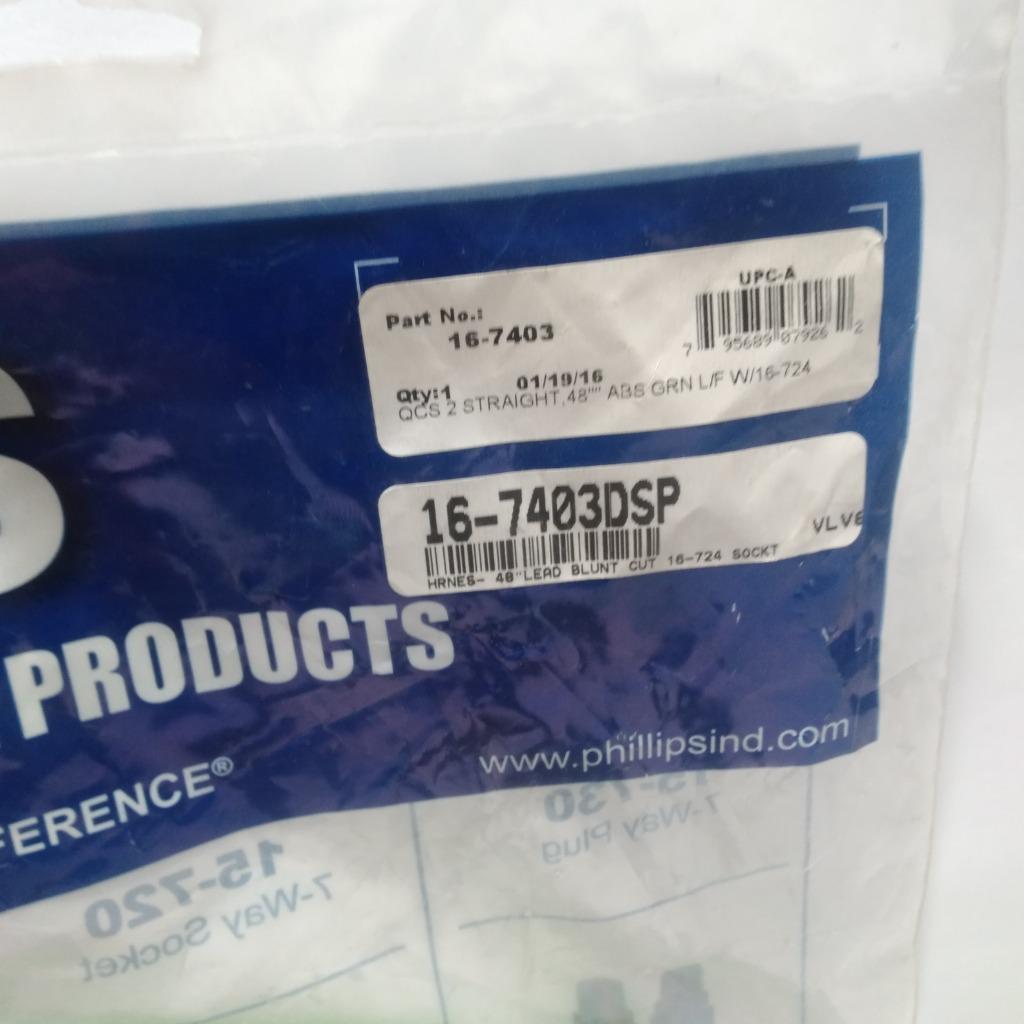 UPC-A
Part No.:
16-7403
7 95689 07926 2
Qty:1 01/19/16
QCS 2 STRAIGHT,48"" ABS GRN L/F W/16-724
16-7403DSP
VLVE
HRNES- 48"LEAD BLUNT CUT 16-724 SOCKT
S
PRODUCTS
www.phillipsind.com
FERENCE®
15-730
7-Way Plug
15-720
7-Way Socket